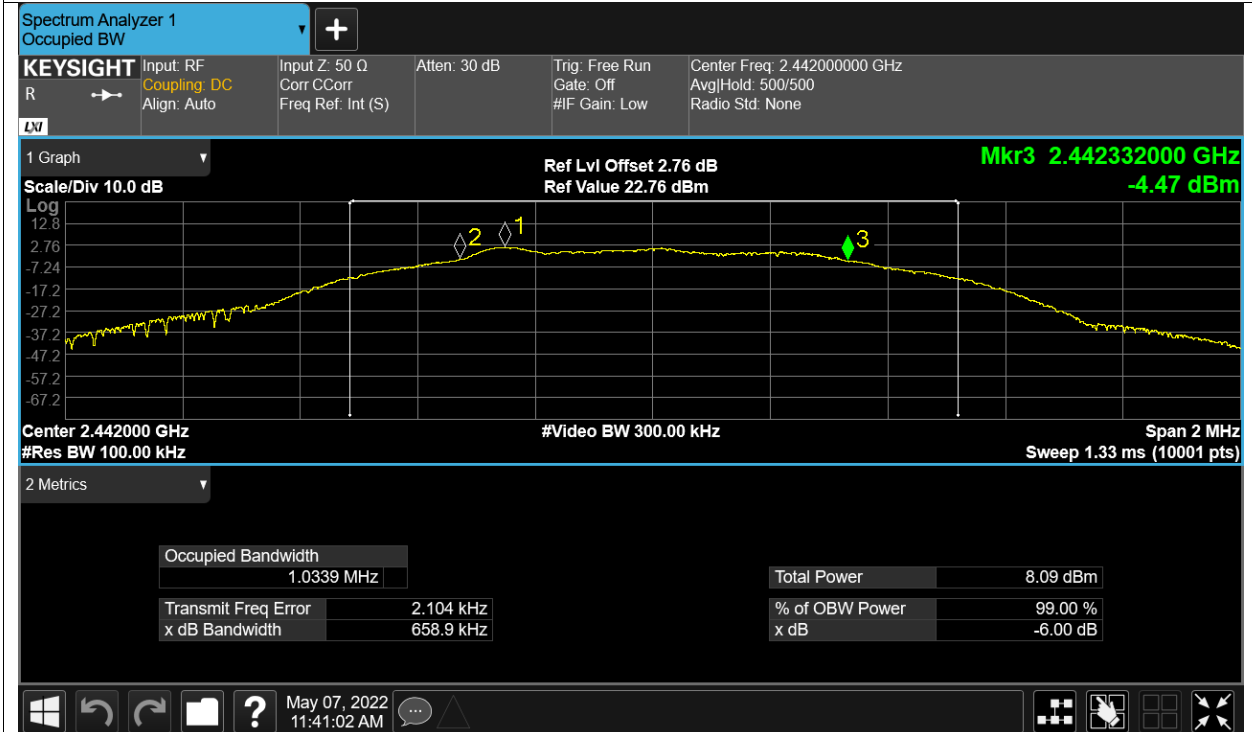 Spectrum Analyzer 1
Occupied BW
KEYSIGHT
R
LXI
Input: RF
Coupling: DC
Align: Auto
Input Z: 50 Ω
Corr CCorr
Freq Ref: Int (S)
Atten: 30 dB
Trig: Free Run
Gate: Off
#IF Gain: Low
Center Freq: 2.442000000 GHz
Avg|Hold: 500/500
Radio Std: None
1 Graph
Ref Lvl Offset 2.76 dB
Mkr3 2.442332000 GHz
Scale/Div 10.0 dB
Ref Value 22.76 dBm
-4.47 dBm
Log
12.8
2.76
-7.24
-17.2
-27.2
-37.2
-47.2
-57.2
-67.2
2
1
3
Center 2.442000 GHz
#Video BW 300.00 kHz
Span 2 MHz
#Res BW 100.00 kHz
Sweep 1.33 ms (10001 pts)
2 Metrics
Occupied Bandwidth
1.0339 MHz
Total Power 8.09 dBm
Transmit Freq Error 2.104 kHz
% of OBW Power 99.00 %
x dB Bandwidth 658.9 kHz
x dB -6.00 dB
?
May 07, 2022
11:41:02 AM